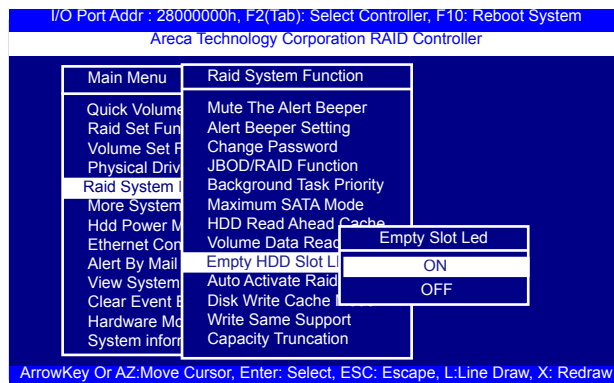 I/O Port Addr : 28000000h, F2(Tab): Select Controller, F10: Reboot System
Areca Technology Corporation RAID Controller
Main Menu
Quick Volume
Raid Set Fun
Volume Set F
Physical Driv
Raid System
More System
Hdd Power M
Ethernet Con
Alert By Mail
View System
Clear Event
Hardware Mo
System inform
Raid System Function
Mute The Alert Beeper
Alert Beeper Setting
Change Password
JBOD/RAID Function
Background Task Priority
Maximum SATA Mode
HDD Read Ahead Cache
Volume Data Read
Empty HDD Slot L
Auto Activate Raid
Disk Write Cache
Write Same Support
Capacity Truncation
Empty Slot Led
ON
OFF
ArrowKey Or AZ:Move Cursor, Enter: Select, ESC: Escape, L:Line Draw, X: Redraw